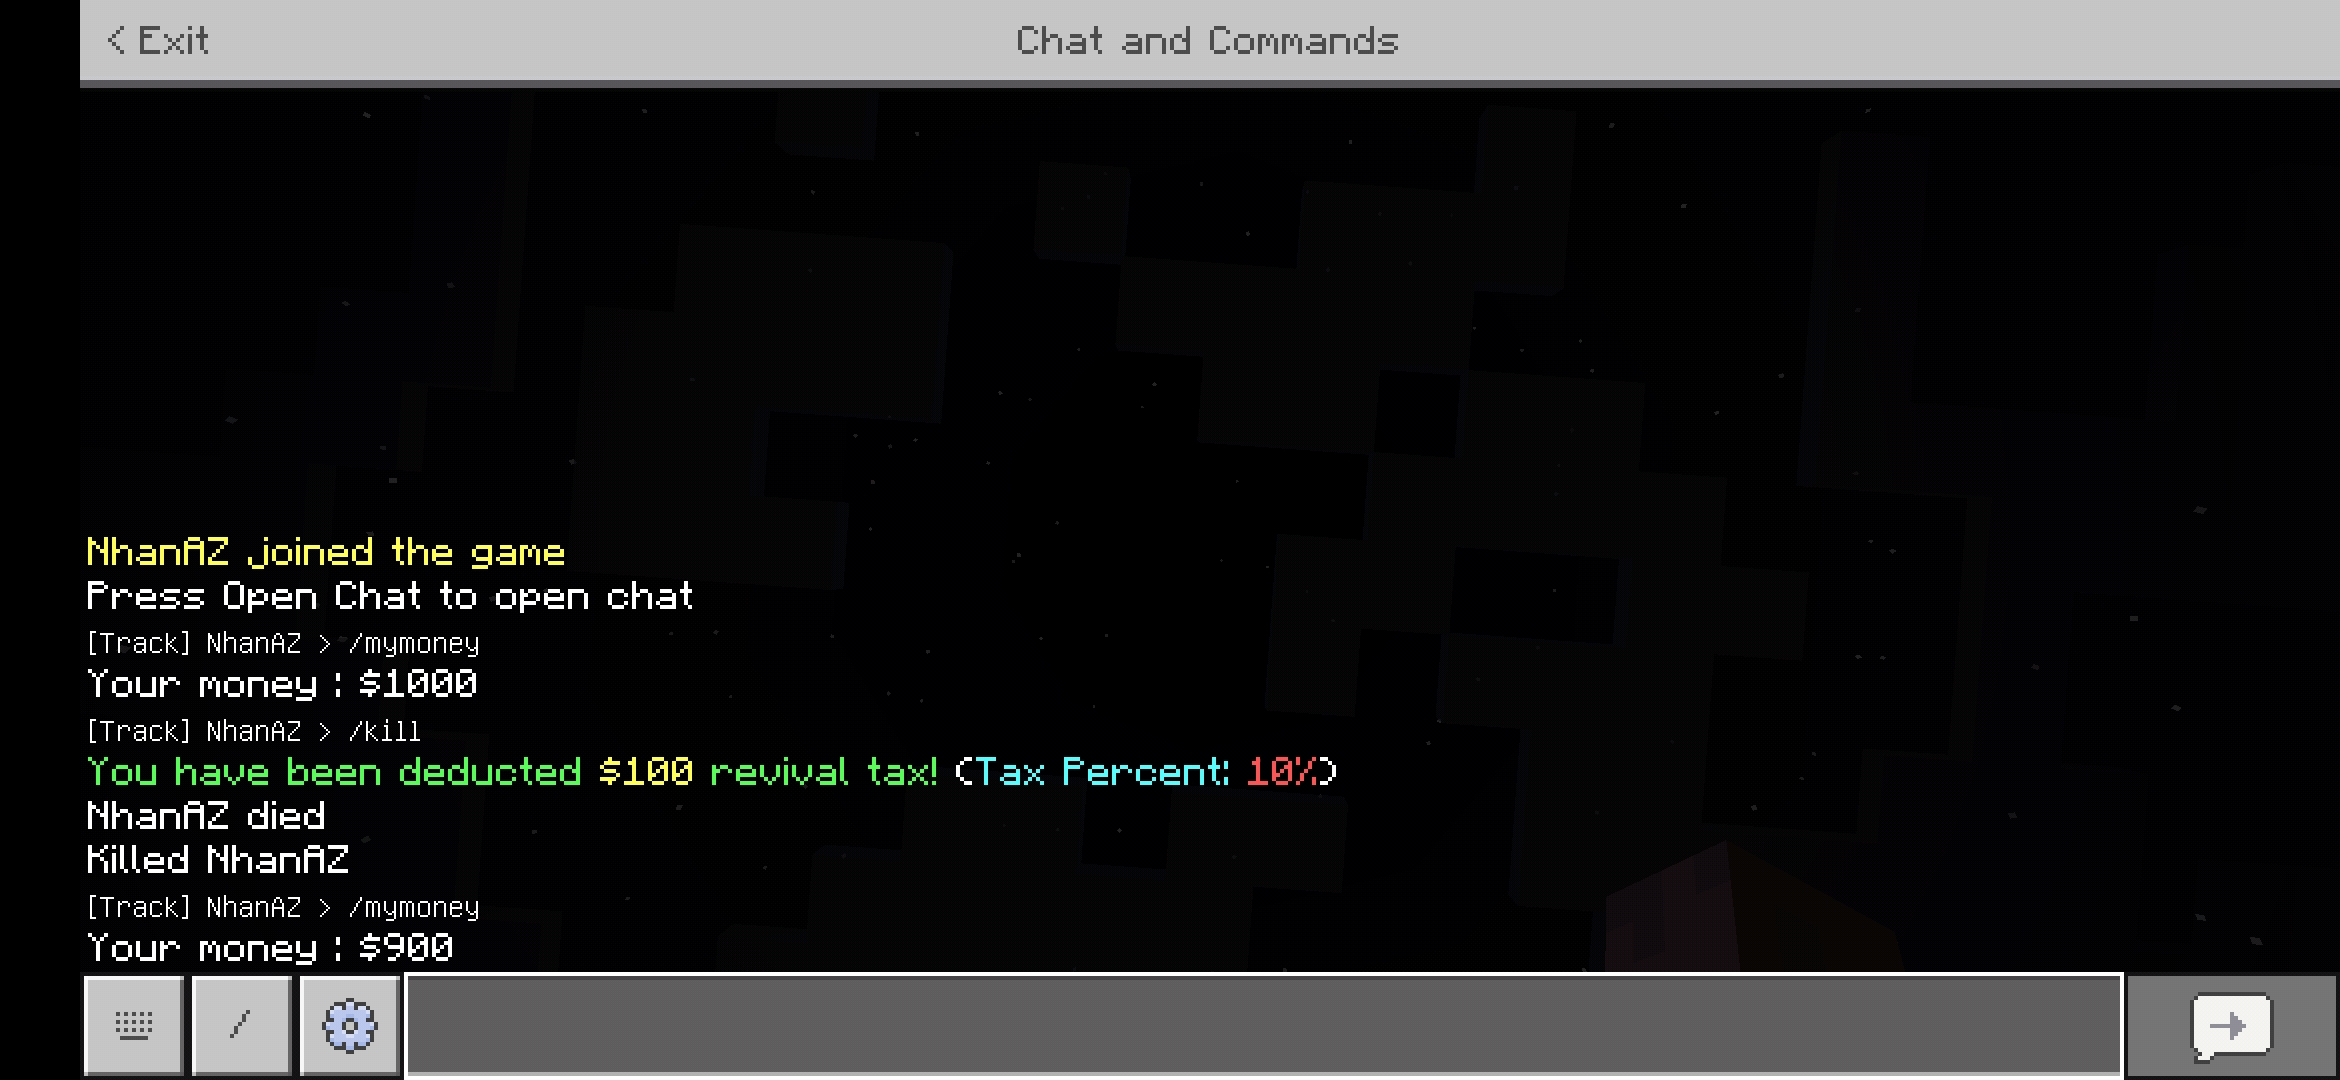 < Exit
Chat and Commands
NhanAZ joined the game
Press Open Chat to open chat
[Track] NhanAZ > /mymoney
Your money : $1000
[Track] NhanAZ > /kill
You have been deducted $100 revival tax! (Tax Percent: 10%)
NhanAZ died
Killed NhanAZ
[Track] NhanAZ > /mymoney
Your money : $900
/